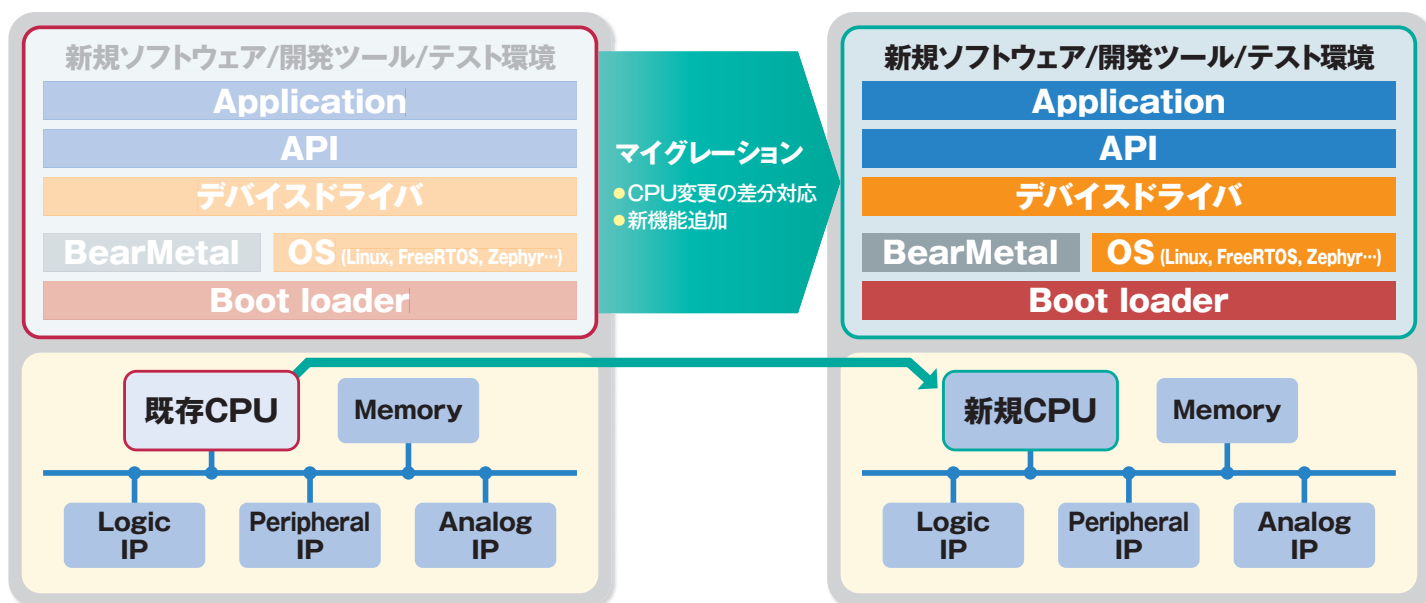 新規ソフトウェア/開発ツール/テスト環境
Application
API
デバイスドライバ
BearMetal
OS (Linux, FreeRTOS, Zephyr…)
Boot loader
既存CPU
Memory
Logic
IP
Peripheral
IP
Analog
IP
マイグレーション
●CPU変更の差分対応
●新機能追加
新規ソフトウェア/開発ツール/テスト環境
Application
API
デバイスドライバ
BearMetal
OS (Linux, FreeRTOS, Zephyr…)
Boot loader
新規CPU
Memory
Logic
IP
Peripheral
IP
Analog
IP